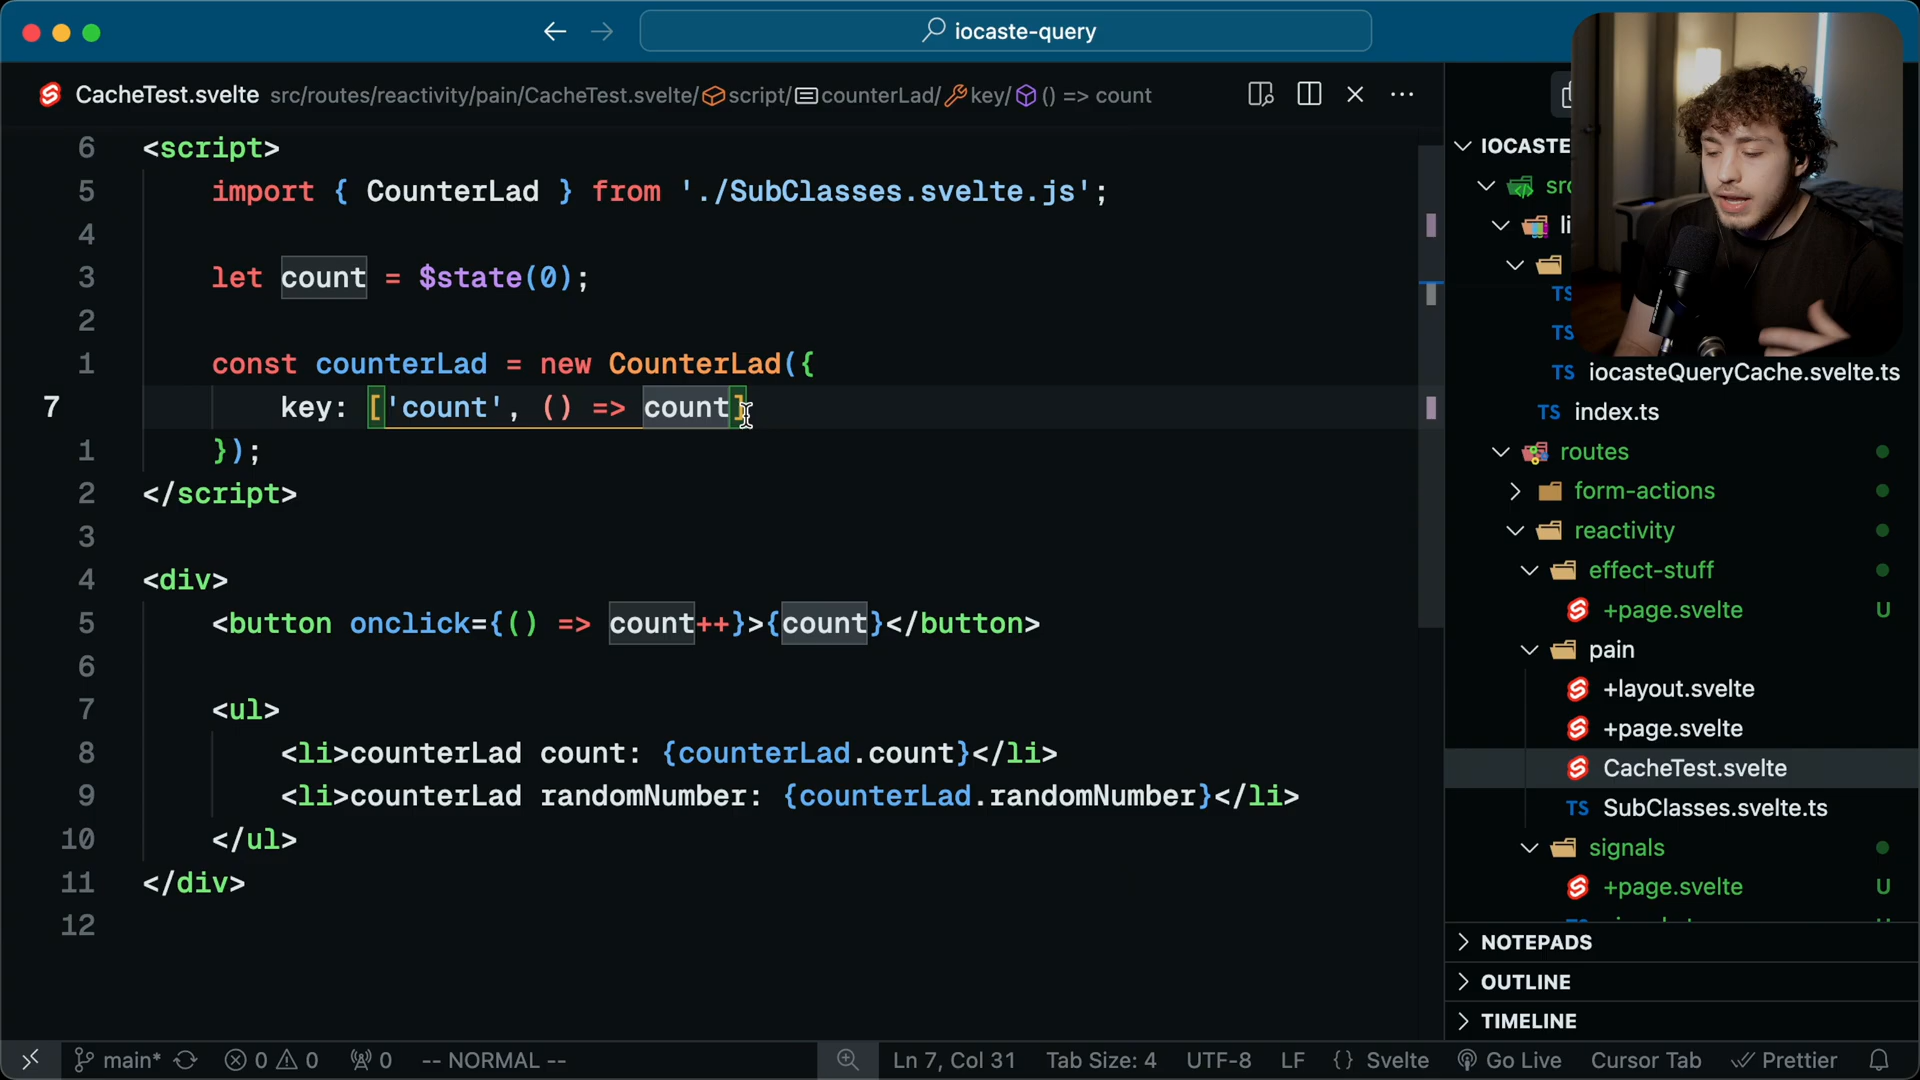 iocaste-query
CacheTest.svelte src/routes/reactivity/pain/CacheTest.svelte/ script/ counterLad/ key/ () => count
6 <script>
5 import { CounterLad } from './SubClasses.svelte.js';
4
3 let count = $state(0);
2
1 const counterLad = new CounterLad({
7 key: ['count', () => count]
1 });
2 </script>
3
4 <div>
5 <button onclick={() => count++}>{count}</button>
6
7 <ul>
8 <li>counterLad count: {counterLad.count}</li>
9 <li>counterLad randomNumber: {counterLad.randomNumber}</li>
10 </ul>
11 </div>
12
IOCASTE
src
li
TS
TS
TS iocasteQueryCache.svelte.ts
TS index.ts
routes
form-actions
reactivity
effect-stuff
+page.svelte U
pain
+layout.svelte
+page.svelte
CacheTest.svelte
TS SubClasses.svelte.ts
signals
+page.svelte U
NOTEPADS
OUTLINE
TIMELINE
main* 0 0 0 -- NORMAL -- Ln 7, Col 31 Tab Size: 4 UTF-8 LF {} Svelte Go Live Cursor Tab Prettier